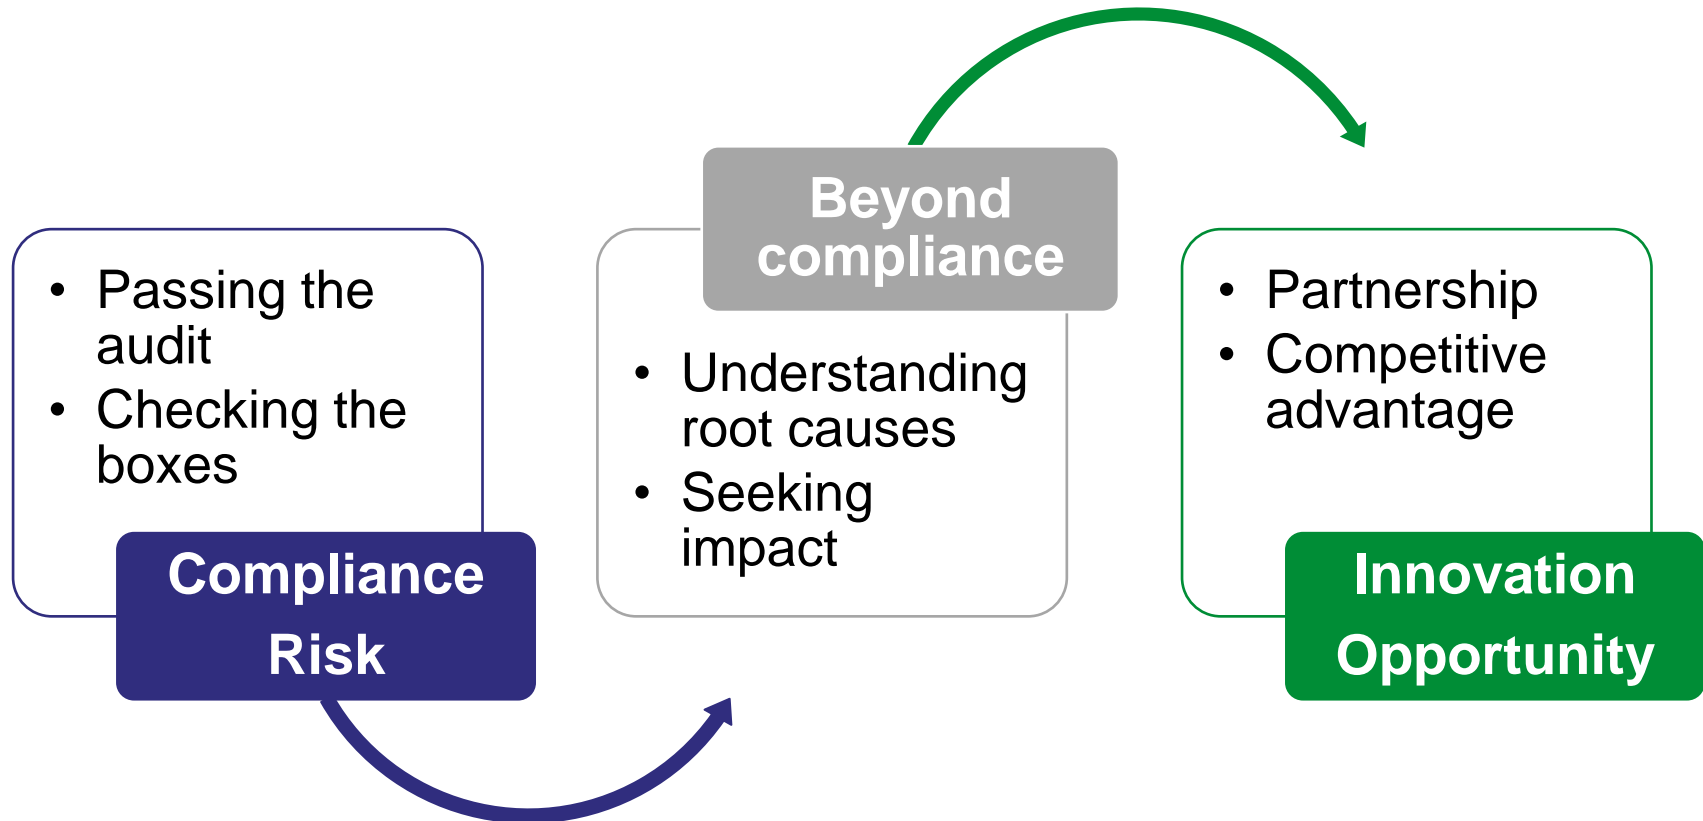 • Passing the
audit
• Checking the
boxes
Compliance
Risk
Beyond
compliance
• Understanding
root causes
• Seeking
impact
• Partnership
• Competitive
advantage
Innovation
Opportunity